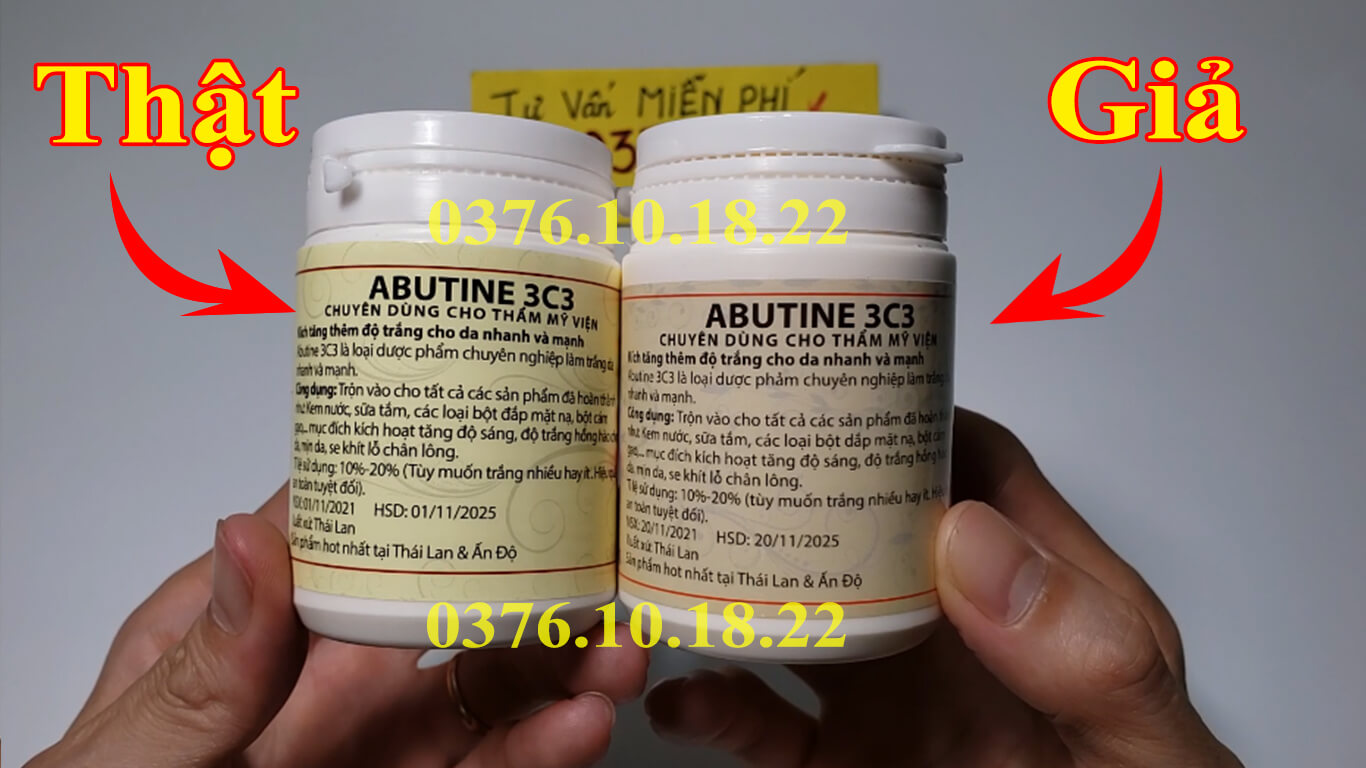 Thật
Giả
Tư Vấn MIỄN PHÍ
0376.10.18.22
ABUTINE 3C3
CHUYÊN DÙNG CHO THẨM MỸ VIỆN
Kích tăng thêm độ trắng cho da nhanh và mạnh
Abutine 3C3 là loại dược phẩm chuyên nghiệp làm trắng da
nhanh và mạnh.
Công dụng: Trộn vào cho tất cả các sản phẩm đã hoàn thành
như: Kem nước, sữa tắm, các loại bột đắp mặt nạ, bột cám
gạo,... mục đích kích hoạt tăng độ sáng, độ trắng hồng hào cho
da, mịn da, se khít lỗ chân lông.
Tỉ lệ sử dụng: 10%-20% (Tùy muốn trắng nhiều hay ít. Hiệu quả
an toàn tuyệt đối).
NSX:01/11/2021 HSD: 01/11/2025
Xuất xứ: Thái Lan
Sản phẩm hot nhất tại Thái Lan & Ấn Độ
ABUTINE 3C3
CHUYÊN DÙNG CHO THẨM MỸ VIỆN
Kích tăng thêm độ trắng cho da nhanh và mạnh
Abutine 3C3 là loại dược phẩm chuyên nghiệp làm trắng
nhanh và mạnh.
Công dụng: Trộn vào cho tất cả các sản phẩm đã hoàn
như: Kem nước, sữa tắm, các loại bột dắp mặt nạ, bột cám
gạo,... mục đích kích hoạt tăng độ sáng, độ trắng hồng hào
da, mịn da, se khít lỗ chân lông.
Tỉ lệ sử dụng: 10%-20% (tùy muốn trắng nhiều hay ít. Hiệu
an toàn tuyệt đối).
NSX: 20/11/2021 HSD: 20/11/2025
Xuất xứ: Thái Lan
Sản phẩm hot nhất tại Thái Lan & Ấn Độ
0376.10.18.22